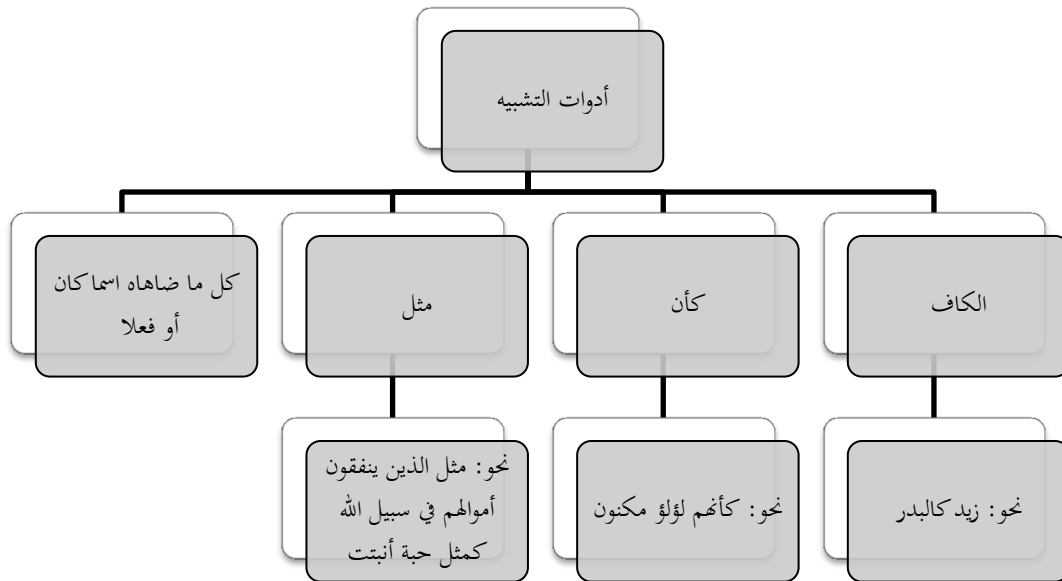 أدوات التشبيه
الكاف
كأن
مثل
كل ما ضاهاه اسما كان
أو فعلا
نحو: زيد كالبدر
نحو: كأنهم لؤلؤ مكنون
نحو: مثل الذين ينفقون
أموالهم في سبيل الله
كمثل حبة أنبتت